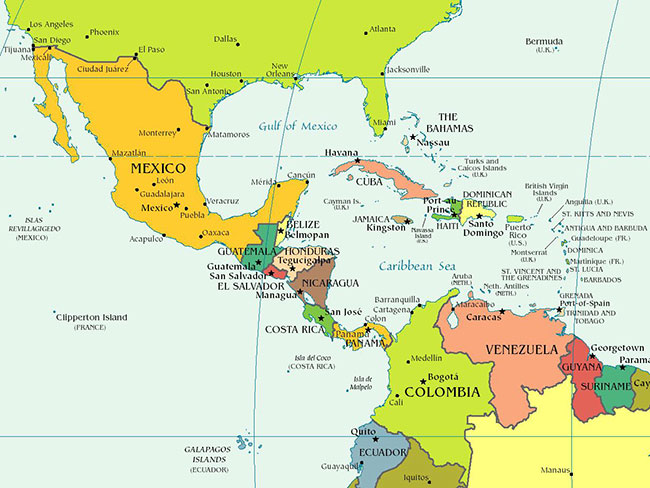 Los Angeles
San Diego
Tijuana
Mexicali
Phoenix
El Paso
Ciudad Juárez
Dallas
Houston
San Antonio
New
Orleans
Atlanta
Jacksonville
Miami
Bermuda
(U.K.)
Monterrey
Matamoros
Gulf of Mexico
THE
BAHAMAS
Nassau
Mazatlán
MEXICO
León
Guadalajara
Mexico
Puebla
Veracruz
Acapulco
Oaxaca
Mérida
Cancún
Havana
CUBA
Cayman Is.
(U.K.)
Turks and
Caicos Islands
(U.K.)
JAMAICA
Kingston
Navassa
Island
(U.S.)
Port-au-
Prince
HAITI
DOMINICAN
REPUBLIC
Santo
Domingo
Puerto
Rico
(U.S.)
British Virgin
Islands
(U.K.)
Anguilla (U.K.)
ST. KITTS AND NEVIS
ANTIGUA AND BARBUDA
Montserrat
(U.K.)
Guadeloupe (FR.)
DOMINICA
Martinique (FR.)
ST. LUCIA
ST. VINCENT AND
THE GRENADINES
BARBADOS
GRENADA
Port-of-Spain
TRINIDAD AND
TOBAGO
ISLAS
REVILLAGIGEDO
(MEXICO)
BELIZE
Belmopan
GUATEMALA
Guatemala
HONDURAS
Tegucigalpa
San Salvador
EL SALVADOR
NICARAGUA
Managua
Caribbean Sea
Aruba
(NETH.)
Neth. Antilles
(NETH.)
Clipperton Island
(FRANCE)
San José
COSTA RICA
Colon
Panama
PANAMA
Barranquilla
Cartagena
Maracaibo
Caracas
VENEZUELA
Georgetown
GUYANA
Parama
SURINAME
Cay
Isla del Coco
(COSTA RICA)
Isla de
Malpelo
Medellín
Bogotá
COLOMBIA
Cali
GALAPAGOS
ISLANDS
(ECUADOR)
Quito
ECUADOR
Guayaquil
Iquitos
Manaus